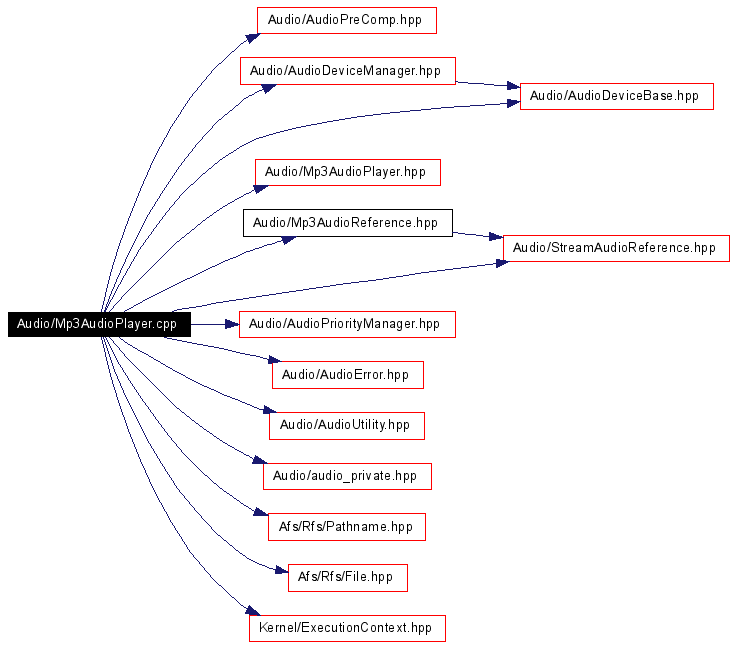 Audio/AudioPreComp.hpp
Audio/AudioDeviceManager.hpp
Audio/AudioDeviceBase.hpp
Audio/Mp3AudioPlayer.hpp
Audio/Mp3AudioReference.hpp
Audio/StreamAudioReference.hpp
Audio/Mp3AudioPlayer.cpp
Audio/AudioPriorityManager.hpp
Audio/AudioError.hpp
Audio/AudioUtility.hpp
Audio/audio_private.hpp
Afs/Rfs/Pathname.hpp
Afs/Rfs/File.hpp
Kernel/ExecutionContext.hpp